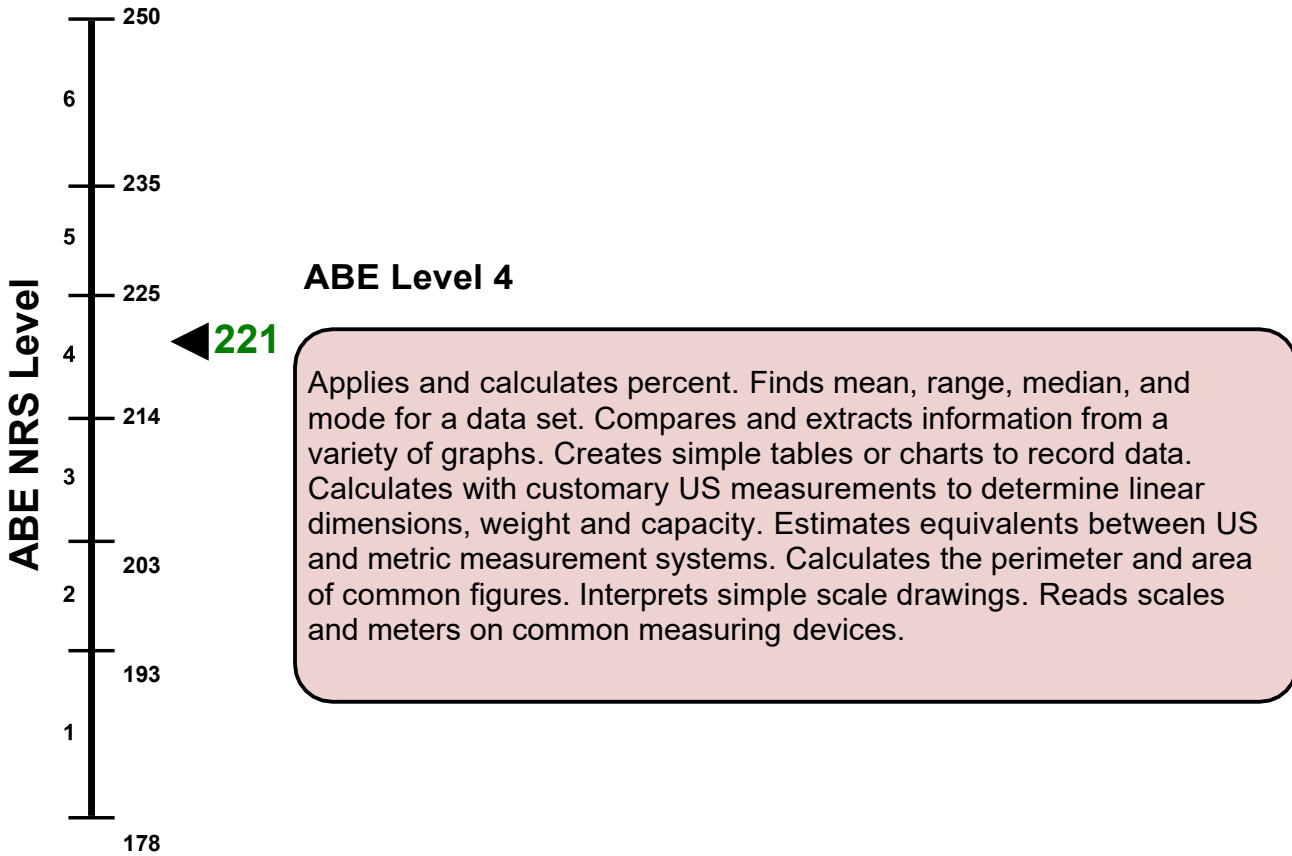 250
6
235
5
225
ABE Level 4
221
4
214
3
203
2
193
1
178
ABE NRS Level
Applies and calculates percent. Finds mean, range, median, and
mode for a data set. Compares and extracts information from a
variety of graphs. Creates simple tables or charts to record data.
Calculates with customary US measurements to determine linear
dimensions, weight and capacity. Estimates equivalents between US
and metric measurement systems. Calculates the perimeter and area
of common figures. Interprets simple scale drawings. Reads scales
and meters on common measuring devices.